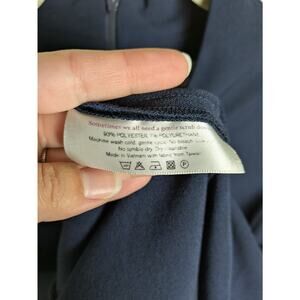 Sometimes we all need a gentle scrub down
93% POLYESTER 7% POLYURETHANE
Machine wash cold, gentle cycle. No bleach
No tumble dry. Dry cleanable
Made in Vietnam with fabric from Taiwan